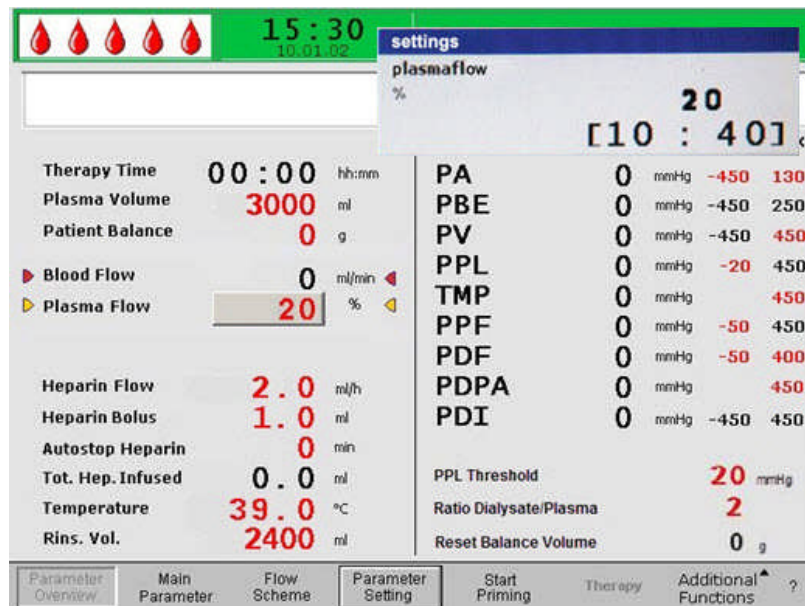 15:30
10.01.02
settings
plasmaflow
% 20
[10 : 40]
Therapy Time 00:00 hh:mm
Plasma Volume 3000 ml
Patient Balance 0 g
Blood Flow 0 ml/min
Plasma Flow 20 %
Heparin Flow 2.0 ml/h
Heparin Bolus 1.0 ml
Autostop Heparin 0 min
Tot. Hep. Infused 0.0 ml
Temperature 39.0 °C
Rins. Vol. 2400 ml
PA 0 mmHg -450 130
PBE 0 mmHg -450 250
PV 0 mmHg -450 450
PPL 0 mmHg -20 450
TMP 0 mmHg 450
PPF 0 mmHg -50 450
PDF 0 mmHg -50 400
PDPA 0 mmHg 450
PDI 0 mmHg -450 450
PPL Threshold 20 mmHg
Ratio Dialysate/Plasma 2
Reset Balance Volume 0 g
Parameter Overview
Main Parameter
Flow Scheme
Parameter Setting
Start Priming
Therapy
Additional Functions
?